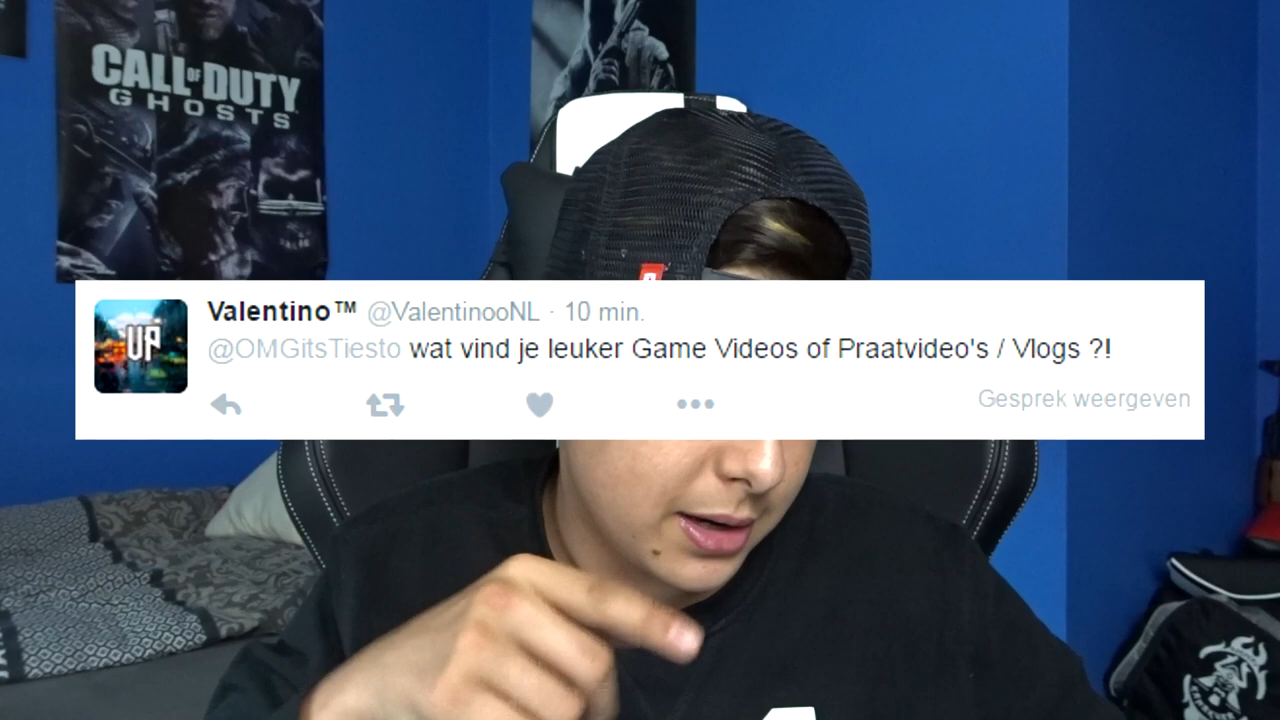 CALL OF DUTY
GHOSTS
UP
Valentino™ @ValentinooNL · 10 min.
@OMGitsTiesto wat vind je leuker Game Videos of Praatvideo's / Vlogs ?!
Gesprek weergeven